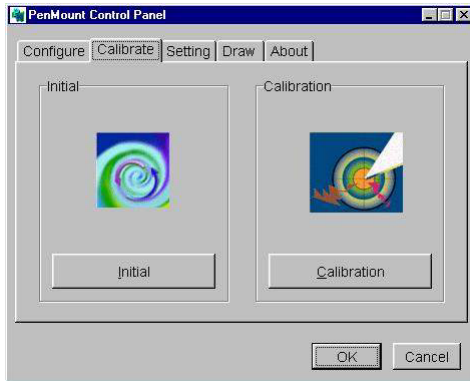 PenMount Control Panel
Configure Calibrate Setting Draw About
Initial Calibration
Initial Calibration
OK Cancel